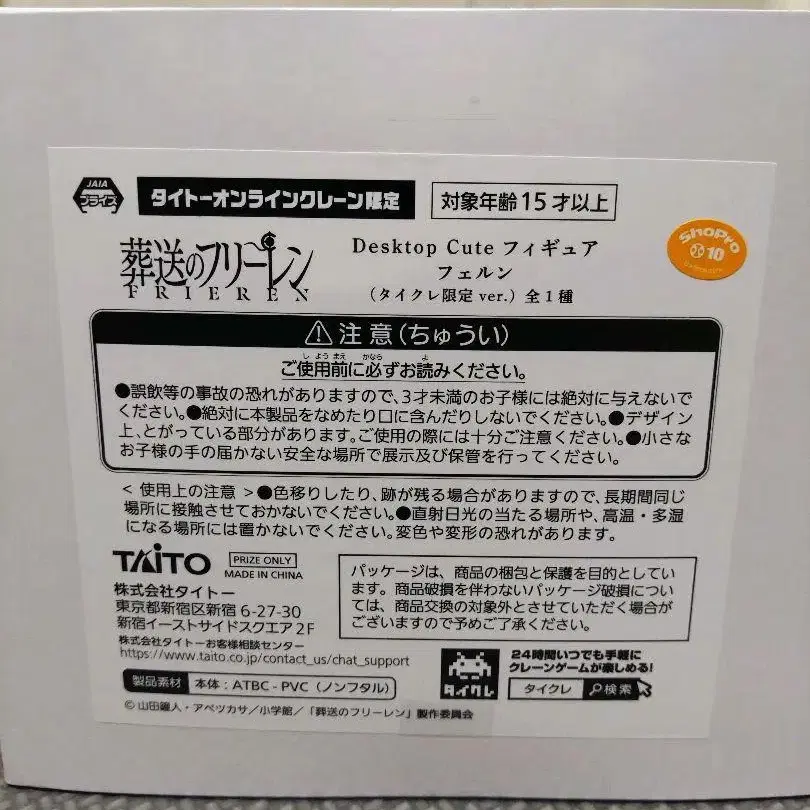 JAIA
プライズ
タイトーオンラインクレーン限定
対象年齢15才以上
葬送のフリーレン
FRIEREN
Desktop Cute フィギュア
フェルン
(タイクレ限定 ver.) 全1種
ShoPro
10
⚠注意(ちゅうい)
ご使用前に必ずお読みください。
●誤飲等の事故の恐れがありますので、3才未満のお子様には絶対に与えないで
ください。●絶対に本製品をなめたり口に含んだりしないでください。●デザイン
上、とがっている部分があります。ご使用の際には十分ご注意ください。●小さな
お子様の手の届かない安全な場所で展示及び保管を行ってください。
< 使用上の注意 >●色移りしたり、跡が残る場合がありますので、長期間同じ
場所に接触させておかないでください。●直射日光の当たる場所や、高温・多湿
になる場所には置かないでください。変色や変形の恐れがあります。
TAITO
PRIZE ONLY
MADE IN CHINA
株式会社タイトー
東京都新宿区新宿 6-27-30
新宿イーストサイドスクエア 2F
株式会社タイトーお客様相談センター
https://www.taito.co.jp/contact_us/chat_support
パッケージは、商品の梱包と保護を目的としてい
ます。商品破損を伴わないパッケージ破損につい
ては、商品交換の対象外とさせていただく場合が
ございますので予めご了承ください。
製品素材 本体:ATBC-PVC(ノンフタル)
タイクレ
24時間いつでも手軽に
クレーンゲームが楽しめる!
タイクレ 検索
© 山田鐘人・アベツカサ/小学館/「葬送のフリーレン」製作委員会